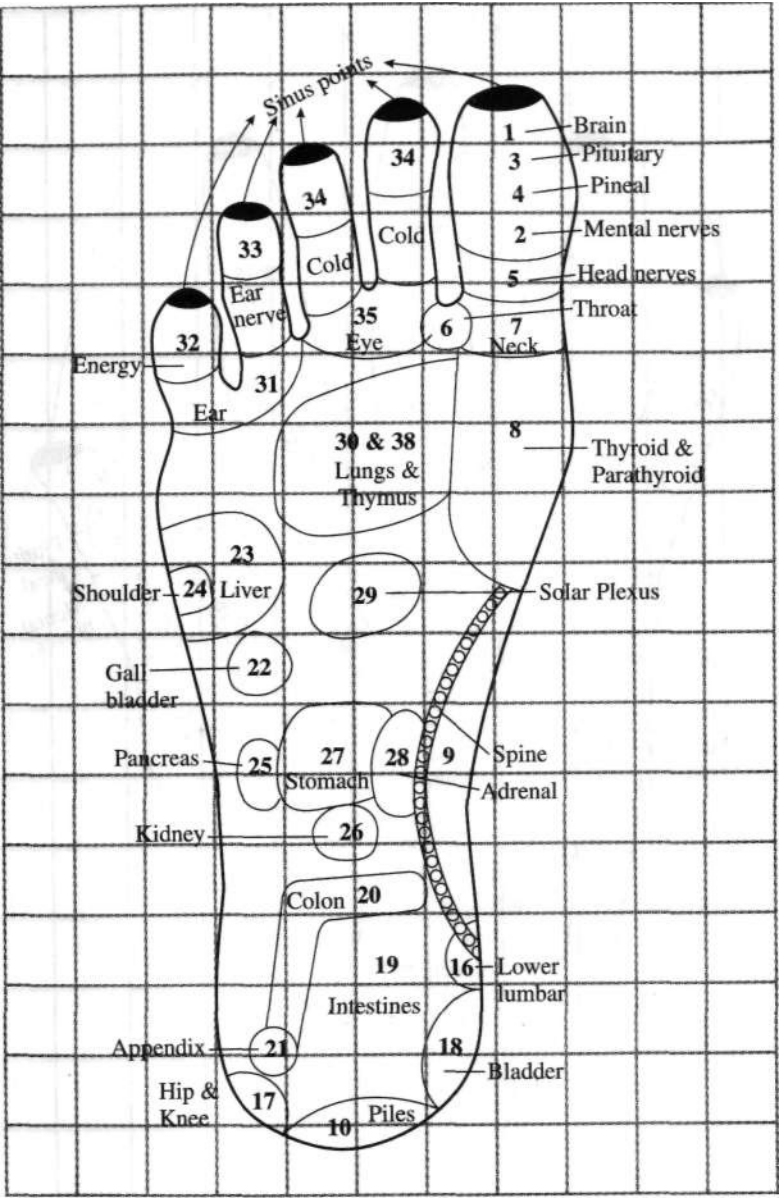 Sinus points
1 Brain
34
3 Pituitary
4 Pineal
34
2 Mental nerves
Cold
33
Cold
5 Head nerves
Ear
nerve
Throat
35
6
7
32
Eye
Neck
Energy
31
Ear
8
30 & 38
Thyroid &
Lungs &
Parathyroid
Thymus
23
Shoulder
24
Liver
29
Solar Plexus
22
Gall
bladder
Pancreas
25
27
28
9
Spine
Stomach
Adrenal
Kidney
26
Colon 20
19
16
Lower
lumbar
Intestines
Appendix
21
18
Bladder
Hip &
Knee
17
Piles
10